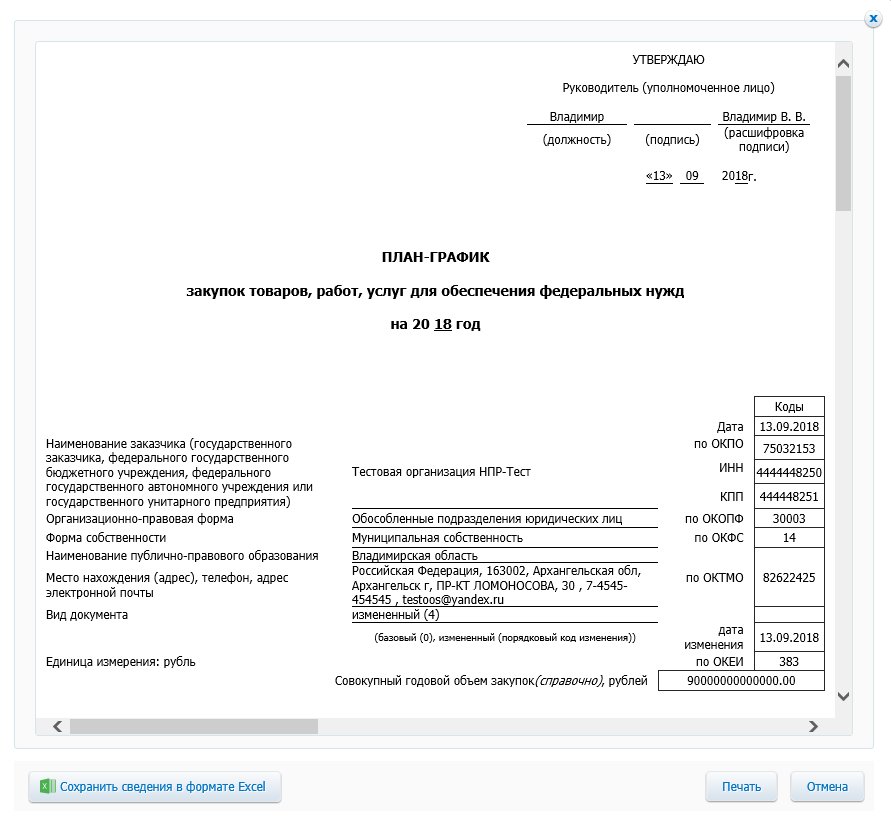 УТВЕРЖДАЮ
Руководитель (уполномоченное лицо)
Владимир Владимир В. В.
(должность) (подпись) (расшифровка
подписи)
«13» 09 2018г.
ПЛАН-ГРАФИК
закупок товаров, работ, услуг для обеспечения федеральных нужд
на 20 18 год
Коды
Дата 13.09.2018
Наименование заказчика (государственного
заказчика, федерального государственного
бюджетного учреждения, федерального
государственного автономного учреждения или
государственного унитарного предприятия)
Тестовая организация НПР-Тест
по ОКПО 75032153
ИНН 4444448250
КПП 444448251
Организационно-правовая форма Обособленные подразделения юридических лиц по ОКОПФ 30003
Форма собственности Муниципальная собственность по ОКФС 14
Наименование публично-правового образования Владимирская область
Место нахождения (адрес), телефон, адрес
электронной почты
Российская Федерация, 163002, Архангельская обл,
Архангельск г, ПР-КТ ЛОМОНОСОВА, 30 , 7-4545-
454545 , testoos@yandex.ru
по ОКТМО 82622425
Вид документа измененный (4)
(базовый (0), измененный (порядковый код изменения))
дата
изменения 13.09.2018
Единица измерения: рубль по ОКЕИ 383
Совокупный годовой объем закупок(справочно), рублей 90000000000000.00
Сохранить сведения в формате Excel Печать Отмена